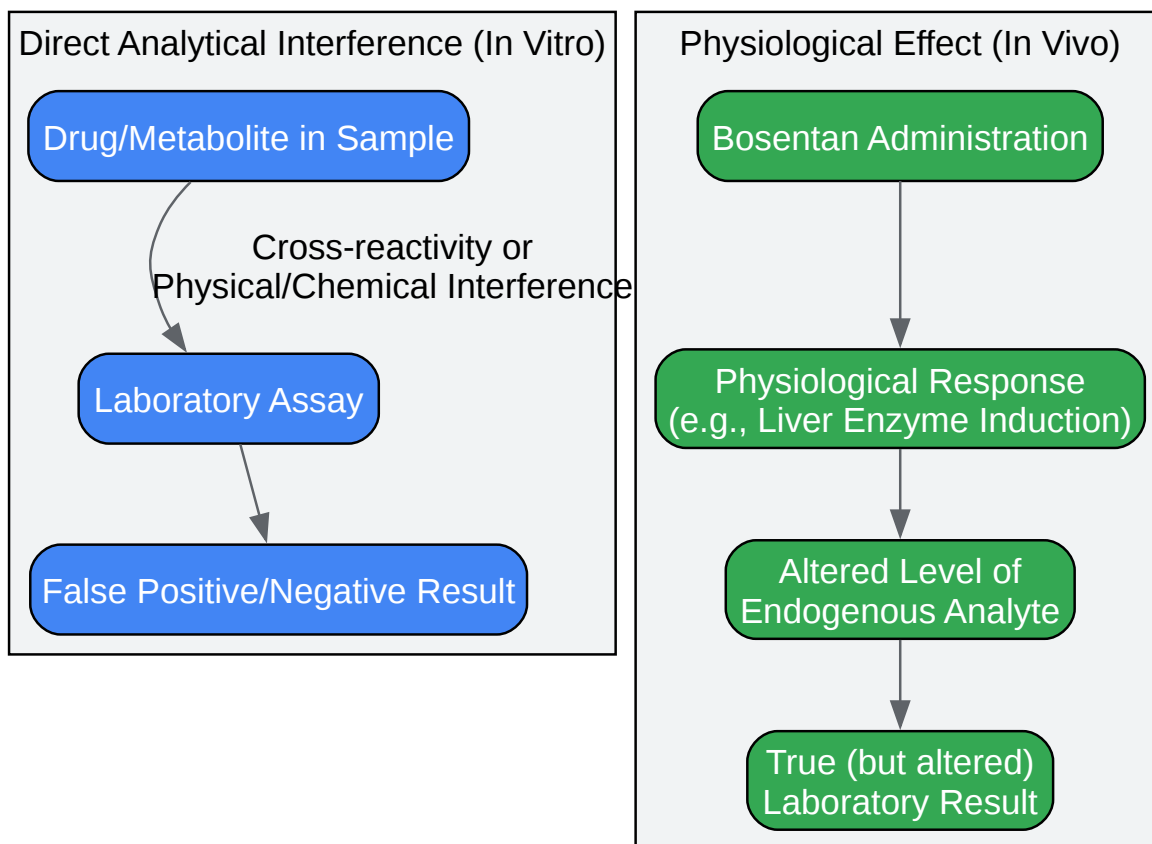 Direct Analytical Interference (In Vitro)
Drug/Metabolite in Sample
Cross-reactivity or
Physical/Chemical Interference
Laboratory Assay
False Positive/Negative Result
Physiological Effect (In Vivo)
Bosentan Administration
Physiological Response
(e.g., Liver Enzyme Induction)
Altered Level of
Endogenous Analyte
True (but altered)
Laboratory Result